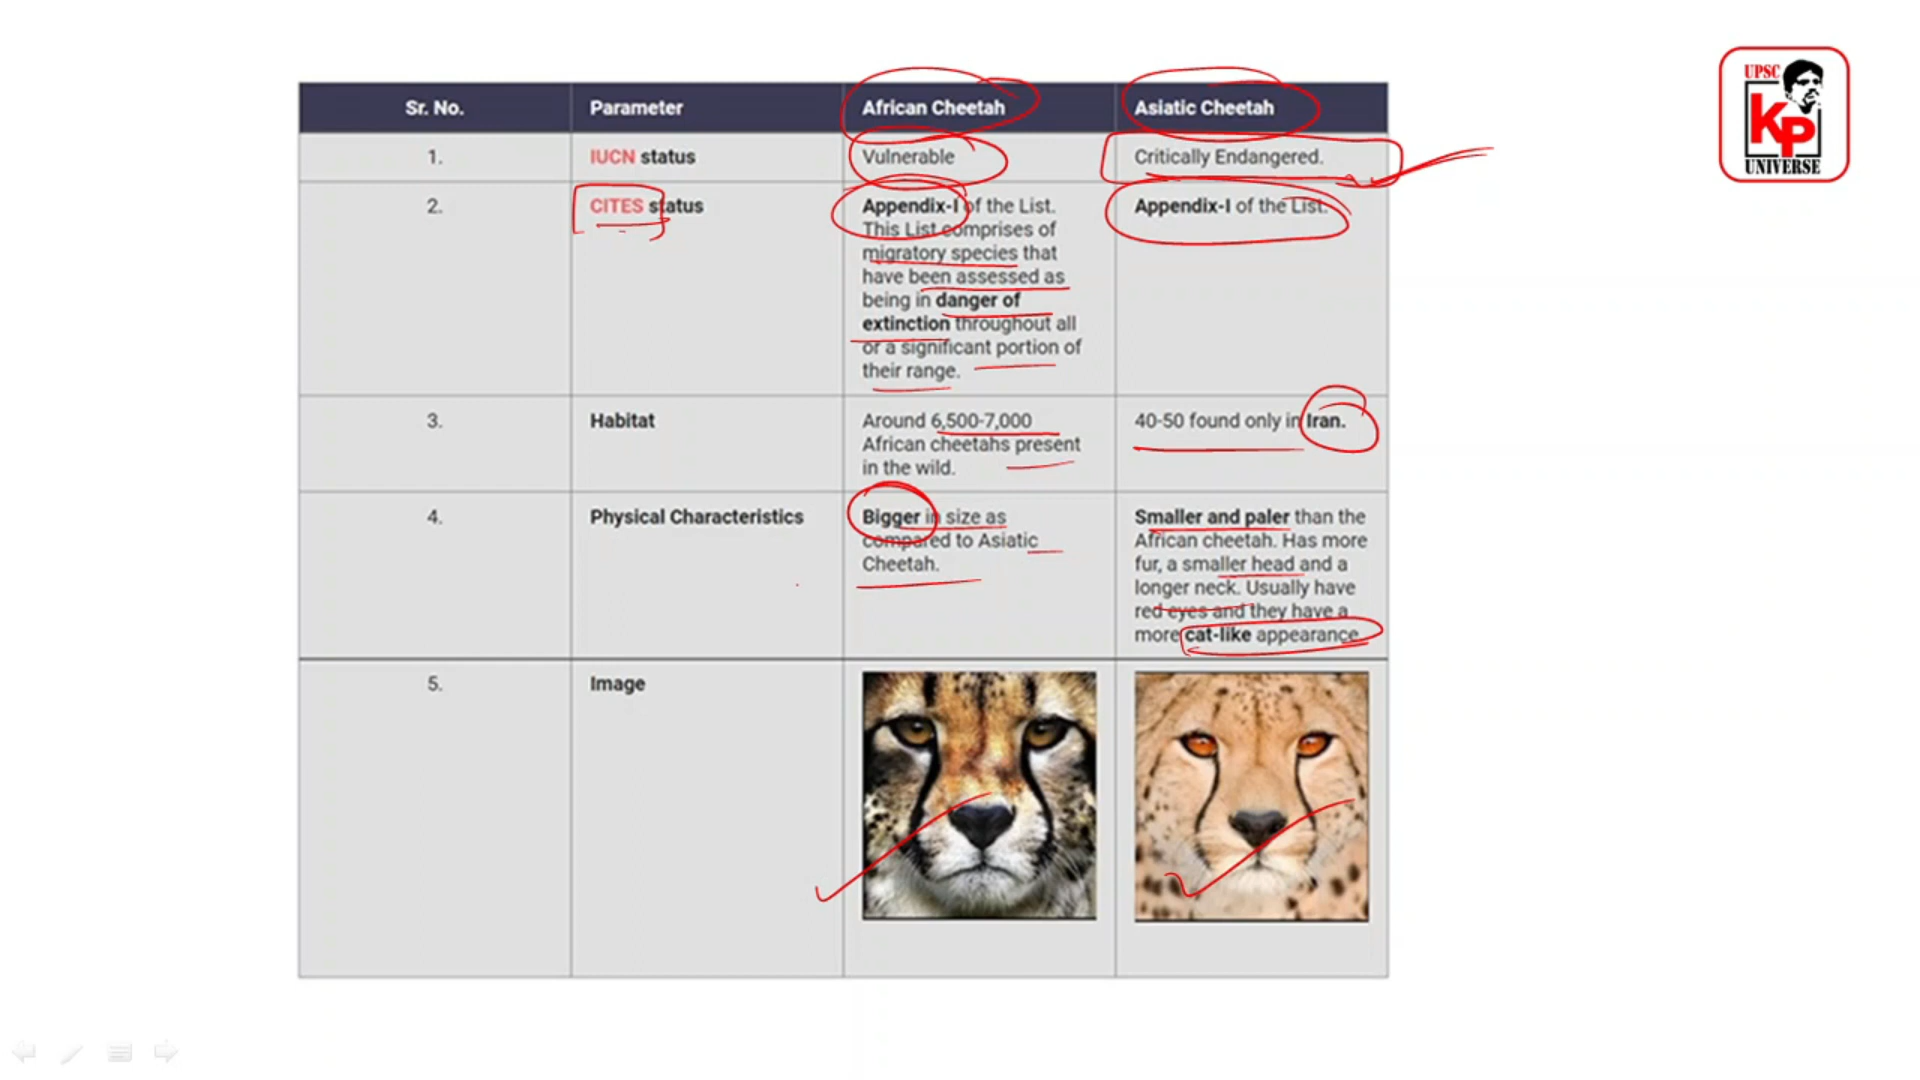 UPSC
KP
UNIVERSE
Sr. No. Parameter African Cheetah Asiatic Cheetah
1. IUCN status Vulnerable Critically Endangered.
2. CITES status Appendix-I of the List. Appendix-I of the List.
This List comprises of
migratory species that
have been assessed as
being in danger of
extinction throughout all
or a significant portion of
their range.
3. Habitat Around 6,500-7,000 40-50 found only in Iran.
African cheetahs present
in the wild.
4. Physical Characteristics Bigger in size as Smaller and paler than the
compared to Asiatic African cheetah. Has more
Cheetah. fur, a smaller head and a
longer neck. Usually have
red eyes and they have a
more cat-like appearance.
5. Image